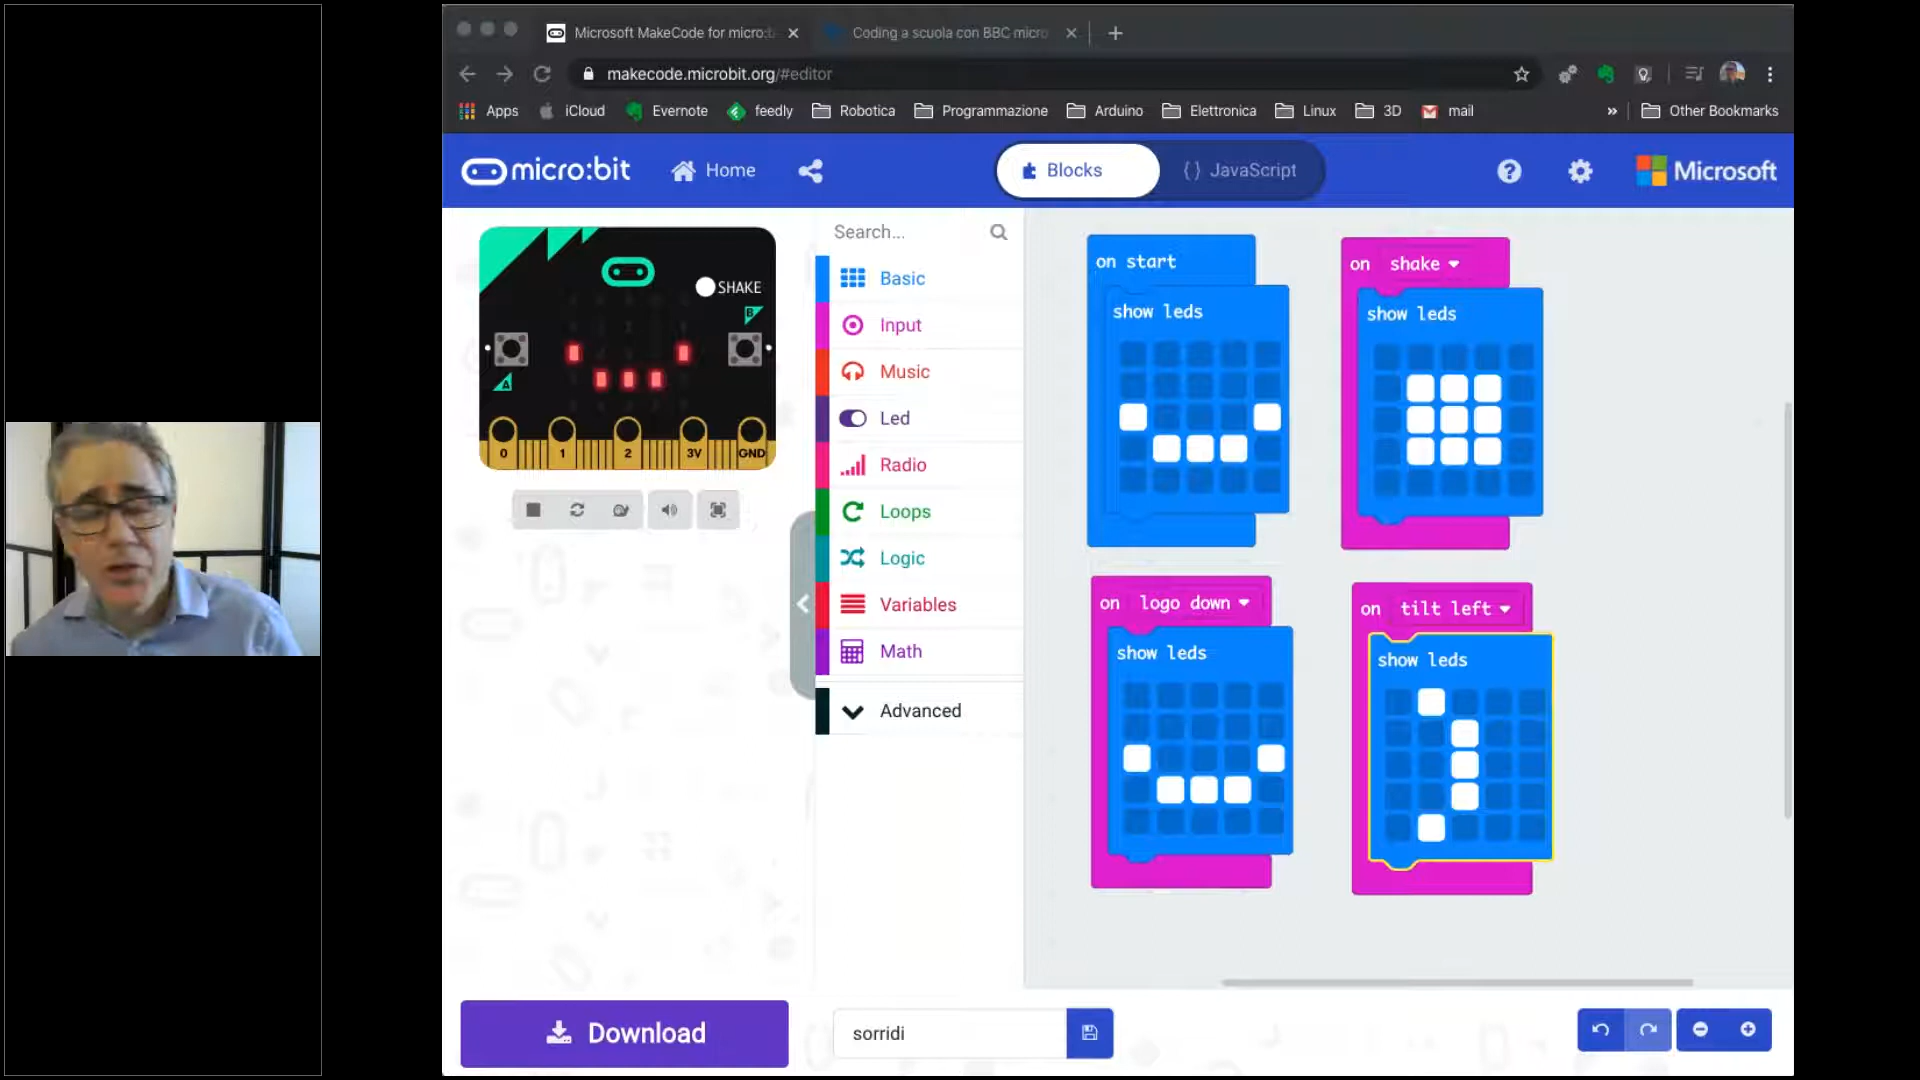 Microsoft MakeCode for micro:b
Coding a scuola con BBC micro
makecode.microbit.org/#editor
Apps
iCloud
Evernote
feedly
Robotica
Programmazione
Arduino
Elettronica
Linux
3D
mail
»
Other Bookmarks
micro:bit
Home
Blocks
{} JavaScript
Microsoft
SHAKE
B
A
0
1
2
3V
GND
Search...
Basic
Input
Music
Led
Radio
Loops
Logic
Variables
Math
Advanced
on start
show leds
on shake
show leds
on logo down
show leds
on tilt left
show leds
Download
sorridi